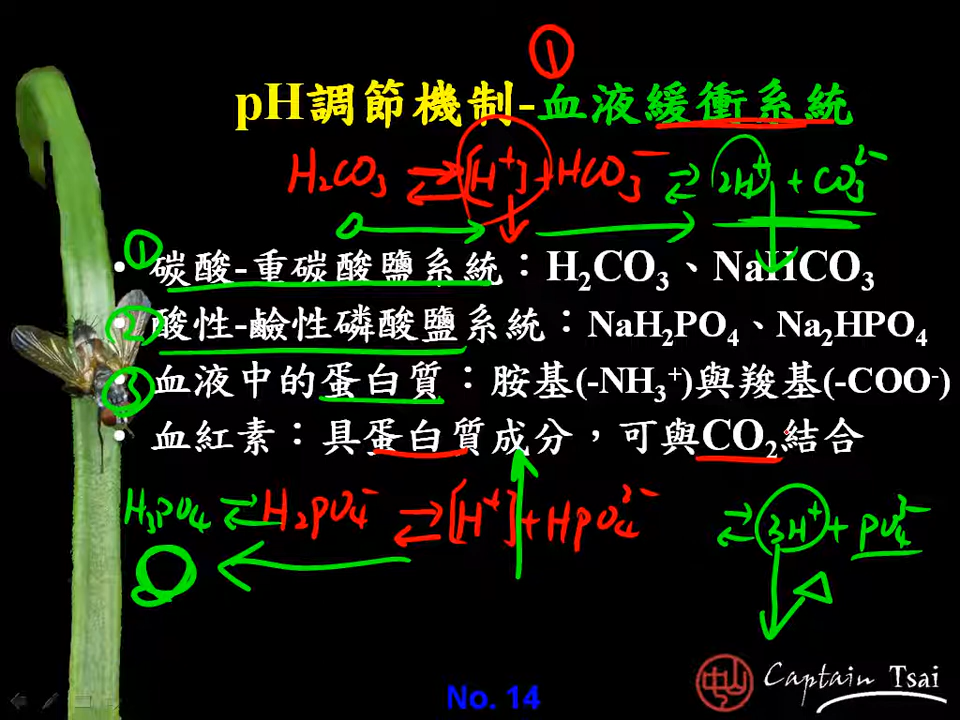 ①
pH調節機制-血液緩衝系統
H₂CO₃ ⇌ [H⁺] + HCO₃⁻ ⇌ 2H⁺ + CO₃²⁻
① • 碳酸-重碳酸鹽系統：H₂CO₃、NaHCO₃
② • 酸性-鹼性磷酸鹽系統：NaH₂PO₄、Na₂HPO₄
③ • 血液中的蛋白質：胺基(-NH₃⁺)與羧基(-COO⁻)
• 血紅素：具蛋白質成分，可與CO₂結合
H₃PO₄ ⇌ H₂PO₄⁻ ⇌ [H⁺] + HPO₄²⁻ ⇌ 3H⁺ + PO₄³⁻
Captain Tsai
No. 14